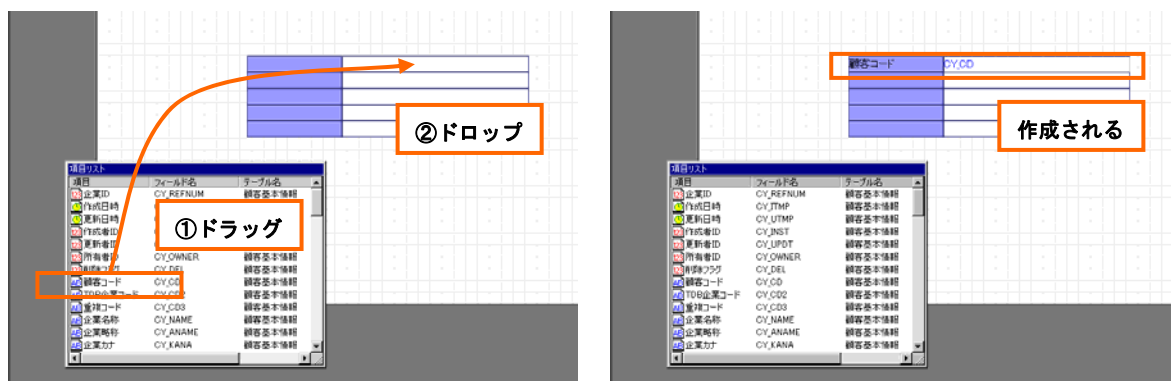 ②ドロップ
項目リスト
項目 フィールド名 テーブル名
企業ID CY_REFNUM 顧客基本情報
作成日時 顧客基本情報
更新日時 顧客基本情報
作成者ID 顧客基本情報
更新者ID 顧客基本情報
①ドラッグ
所有者ID CY_OWNER 顧客基本情報
削除フラグ CY_DEL 顧客基本情報
顧客コード CY_CD 顧客基本情報
TDB企業コード CY_CD2 顧客基本情報
重複コード CY_CD3 顧客基本情報
企業名称 CY_NAME 顧客基本情報
企業略称 CY_ANAME 顧客基本情報
企業カナ CY_KANA 顧客基本情報
顧客コード CY_CD
作成される
項目リスト
項目 フィールド名 テーブル名
企業ID CY_REFNUM 顧客基本情報
作成日時 CY_ITMP 顧客基本情報
更新日時 CY_UTMP 顧客基本情報
作成者ID CY_INST 顧客基本情報
更新者ID CY_UPDT 顧客基本情報
所有者ID CY_OWNER 顧客基本情報
削除フラグ CY_DEL 顧客基本情報
顧客コード CY_CD 顧客基本情報
TDB企業コード CY_CD2 顧客基本情報
重複コード CY_CD3 顧客基本情報
企業名称 CY_NAME 顧客基本情報
企業略称 CY_ANAME 顧客基本情報
企業カナ CY_KANA 顧客基本情報